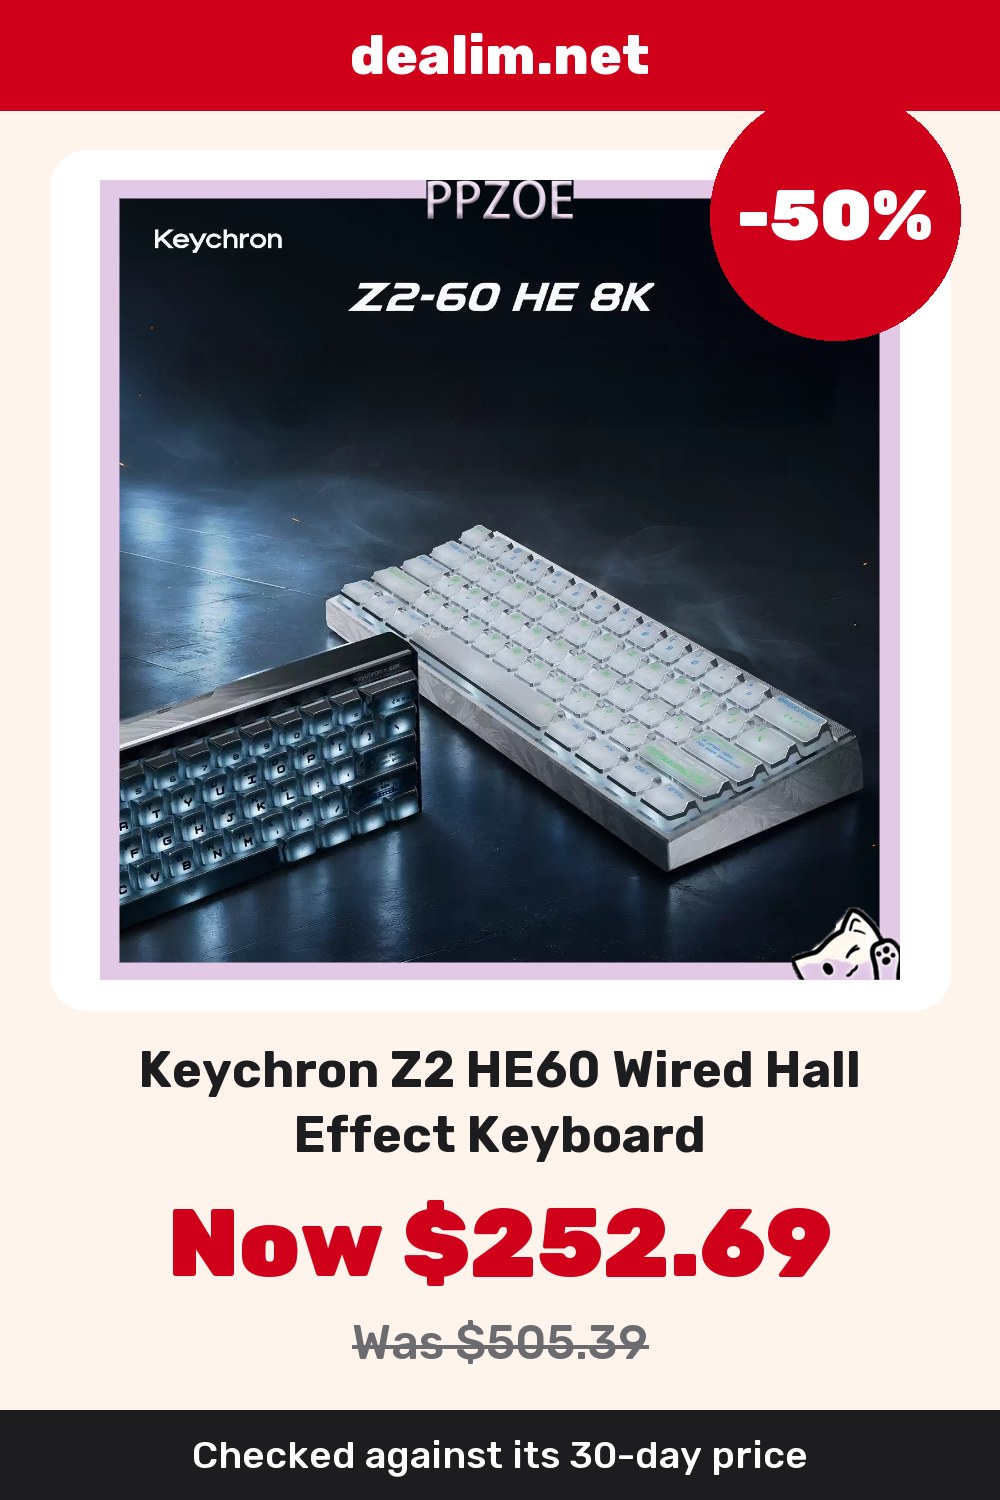 dealim.net
-50%
PPZOE
Keychron
Z2-60 HE 8K
Keychron Z2 HE60 Wired Hall
Effect Keyboard
Now $252.69
Was $505.39
Checked against its 30-day price